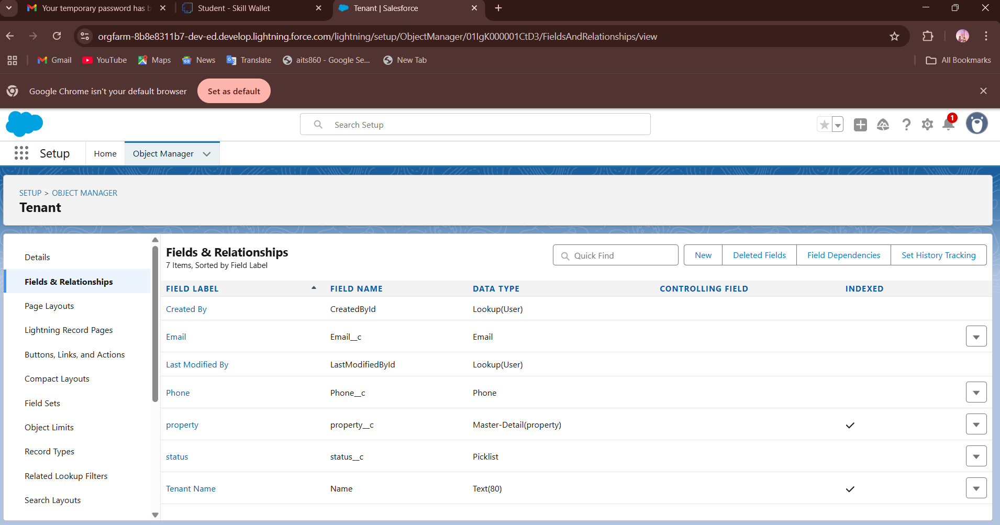 Your temporary password has b
Student - Skill Wallet
Tenant | Salesforce
orgfarm-8b8e8311b7-dev-ed.develop.lightning.force.com/lightning/setup/ObjectManager/01IgK000001CtD3/FieldsAndRelationships/view
Gmail
YouTube
Maps
News
Translate
aits860 - Google Se...
New Tab
All Bookmarks
Google Chrome isn't your default browser
Set as default
Search Setup
1
Setup
Home
Object Manager
SETUP > OBJECT MANAGER
Tenant
Details
Fields & Relationships
Page Layouts
Lightning Record Pages
Buttons, Links, and Actions
Compact Layouts
Field Sets
Object Limits
Record Types
Related Lookup Filters
Search Layouts
Fields & Relationships
7 Items, Sorted by Field Label
Quick Find
New
Deleted Fields
Field Dependencies
Set History Tracking
FIELD LABEL FIELD NAME DATA TYPE CONTROLLING FIELD INDEXED
Created By CreatedById Lookup(User)
Email Email__c Email
Last Modified By LastModifiedById Lookup(User)
Phone Phone__c Phone
property property__c Master-Detail(property)
status status__c Picklist
Tenant Name Name Text(80)